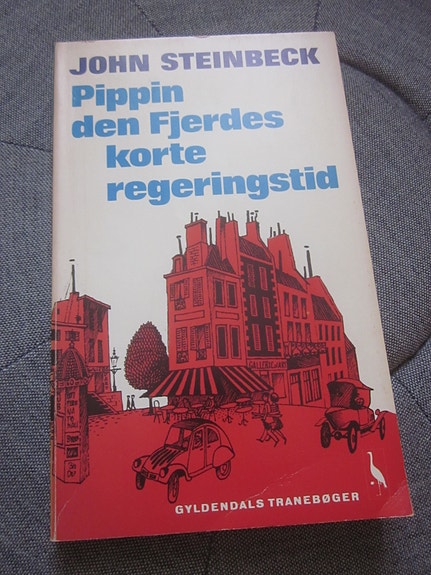 JOHN STEINBECK
Pippin
den Fjerdes
korte
regeringstid
GYLDENDALS TRANEBØGER